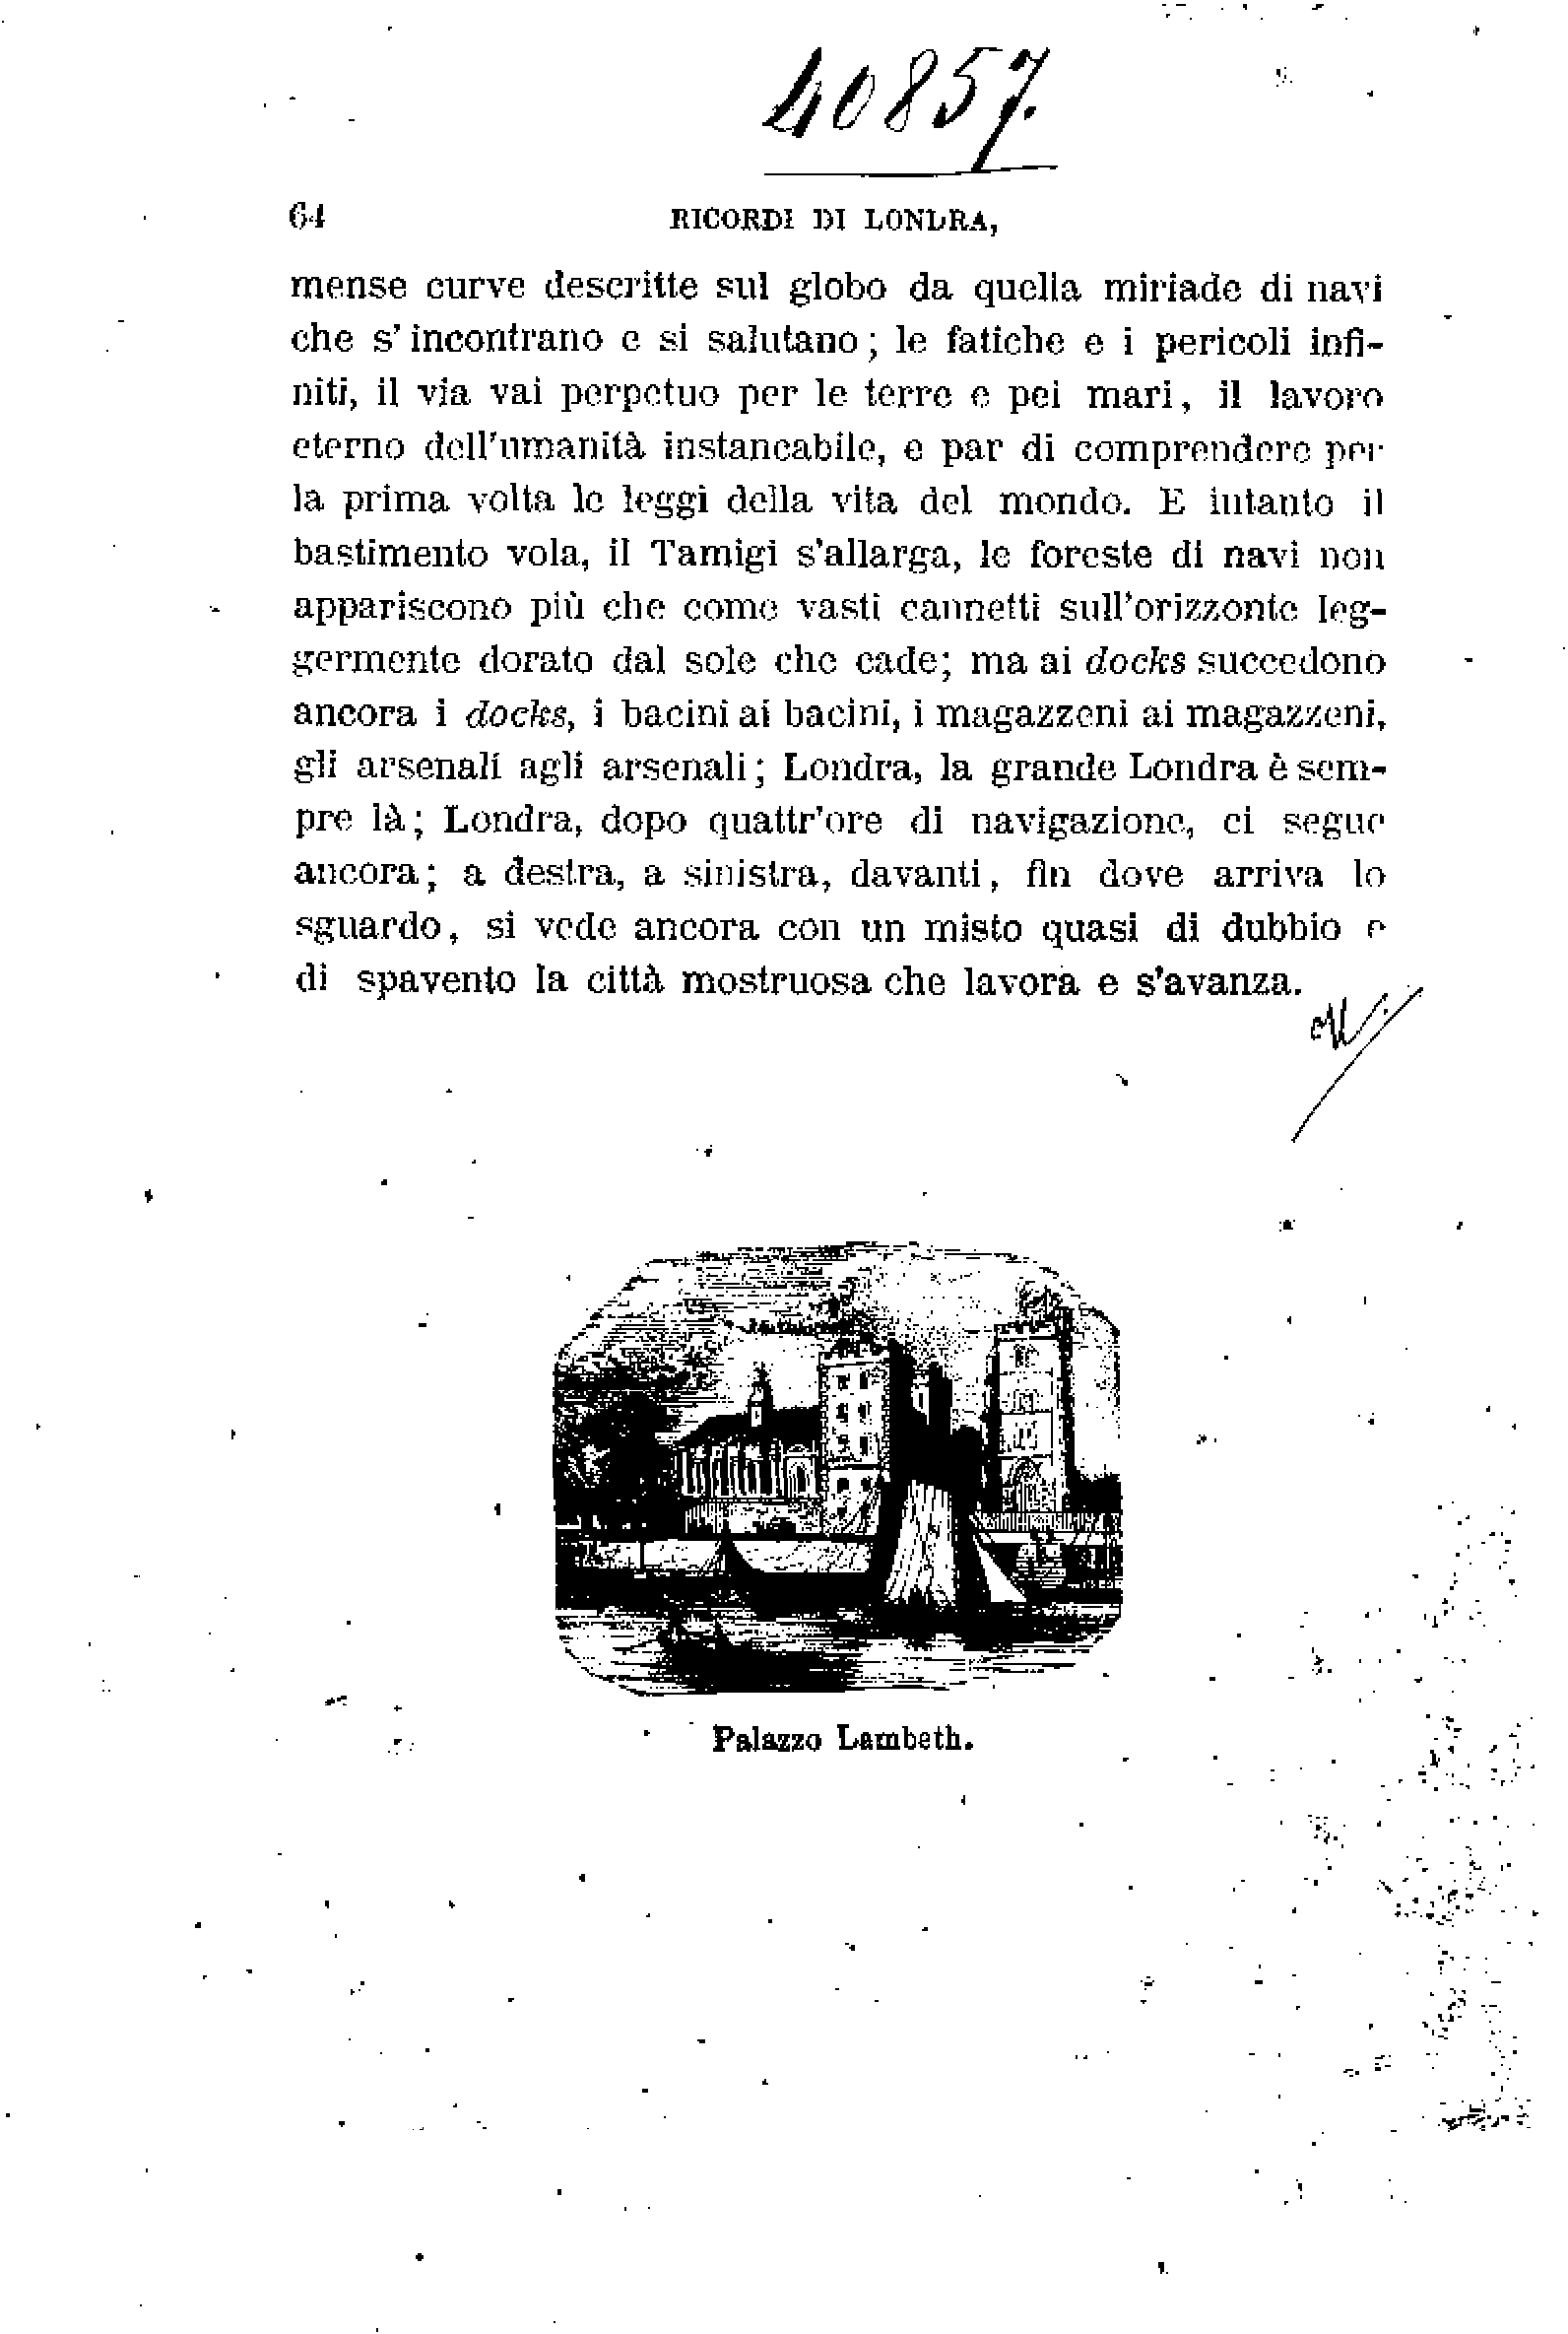 40857.
64 RICORDI DI LONDRA,
mense curve descritte sul globo da quella miriade di navi
che s' incontrano e si salutano; le fatiche e i pericoli infi-
niti, il via vai perpetuo per le terre e pei mari, il lavoro
eterno dell'umanità instancabile, e par di comprendere per
la prima volta le leggi della vita del mondo. E intanto il
bastimento vola, il Tamigi s'allarga, le foreste di navi non
appariscono più che come vasti cannetti sull'orizzonte leg-
germente dorato dal sole che cade; ma ai docks succedono
ancora i docks, i bacini ai bacini, i magazzeni ai magazzeni,
gli arsenali agli arsenali; Londra, la grande Londra è sem-
pre là; Londra, dopo quattr'ore di navigazione, ci segue
ancora; a destra, a sinistra, davanti, fin dove arriva lo
sguardo, si vede ancora con un misto quasi di dubbio e
di spavento la città mostruosa che lavora e s'avanza.
Palazzo Lambeth.